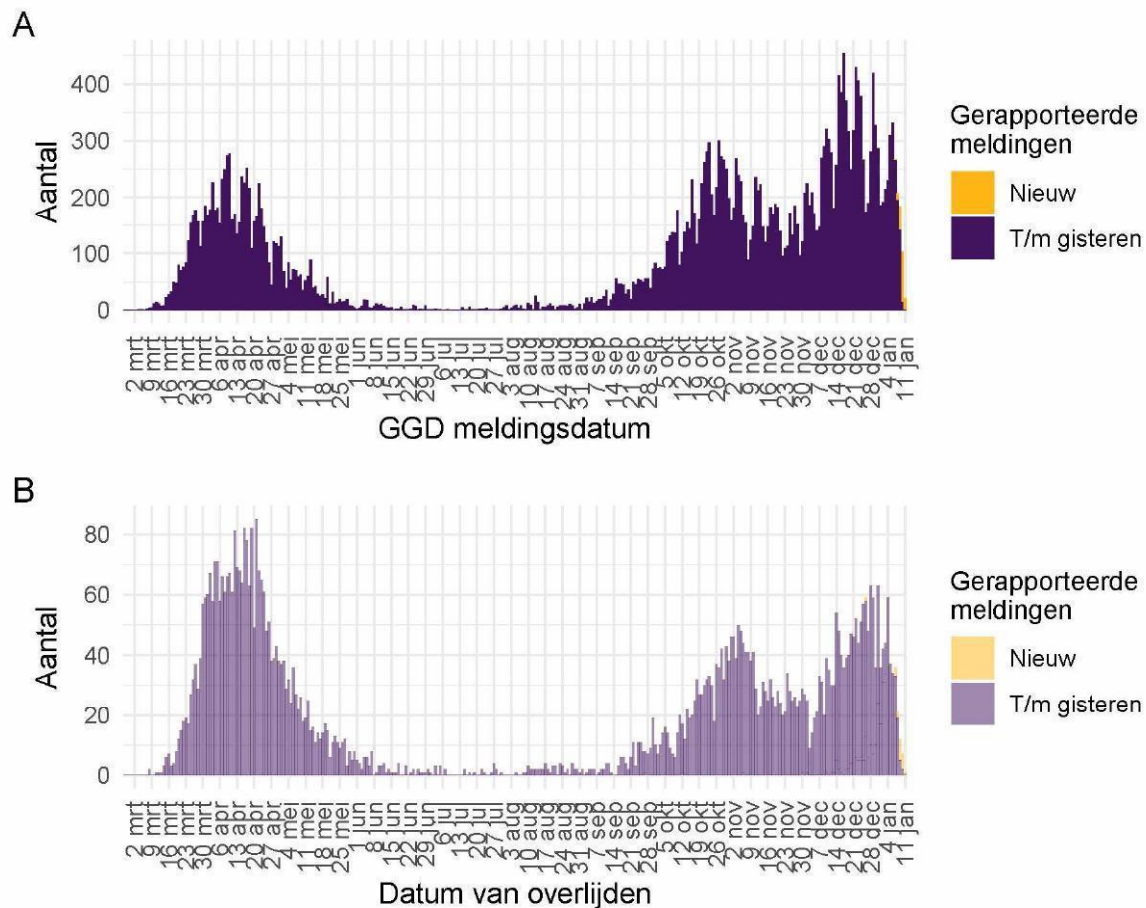 A
Aantal
400
300
200
100
0
2 mrt
9 mrt
16 mrt
23 mrt
30 mrt
6 apr
13 apr
20 apr
27 apr
4 mei
11 mei
18 mei
25 mei
1 jun
8 jun
15 jun
22 jun
29 jun
6 jul
13 jul
20 jul
27 jul
3 aug
10 aug
17 aug
24 aug
31 aug
7 sep
14 sep
21 sep
28 sep
5 okt
12 okt
19 okt
26 okt
2 nov
9 nov
16 nov
23 nov
30 nov
7 dec
14 dec
21 dec
28 dec
4 jan
11 jan
GGD meldingsdatum
Gerapporteerde
meldingen
Nieuw
T/m gisteren
B
Aantal
80
60
40
20
0
2 mrt
9 mrt
16 mrt
23 mrt
30 mrt
6 apr
13 apr
20 apr
27 apr
4 mei
11 mei
18 mei
25 mei
1 jun
8 jun
15 jun
22 jun
29 jun
6 jul
13 jul
20 jul
27 jul
3 aug
10 aug
17 aug
24 aug
31 aug
7 sep
14 sep
21 sep
28 sep
5 okt
12 okt
19 okt
26 okt
2 nov
9 nov
16 nov
23 nov
30 nov
7 dec
14 dec
21 dec
28 dec
4 jan
11 jan
Datum van overlijden
Gerapporteerde
meldingen
Nieuw
T/m gisteren